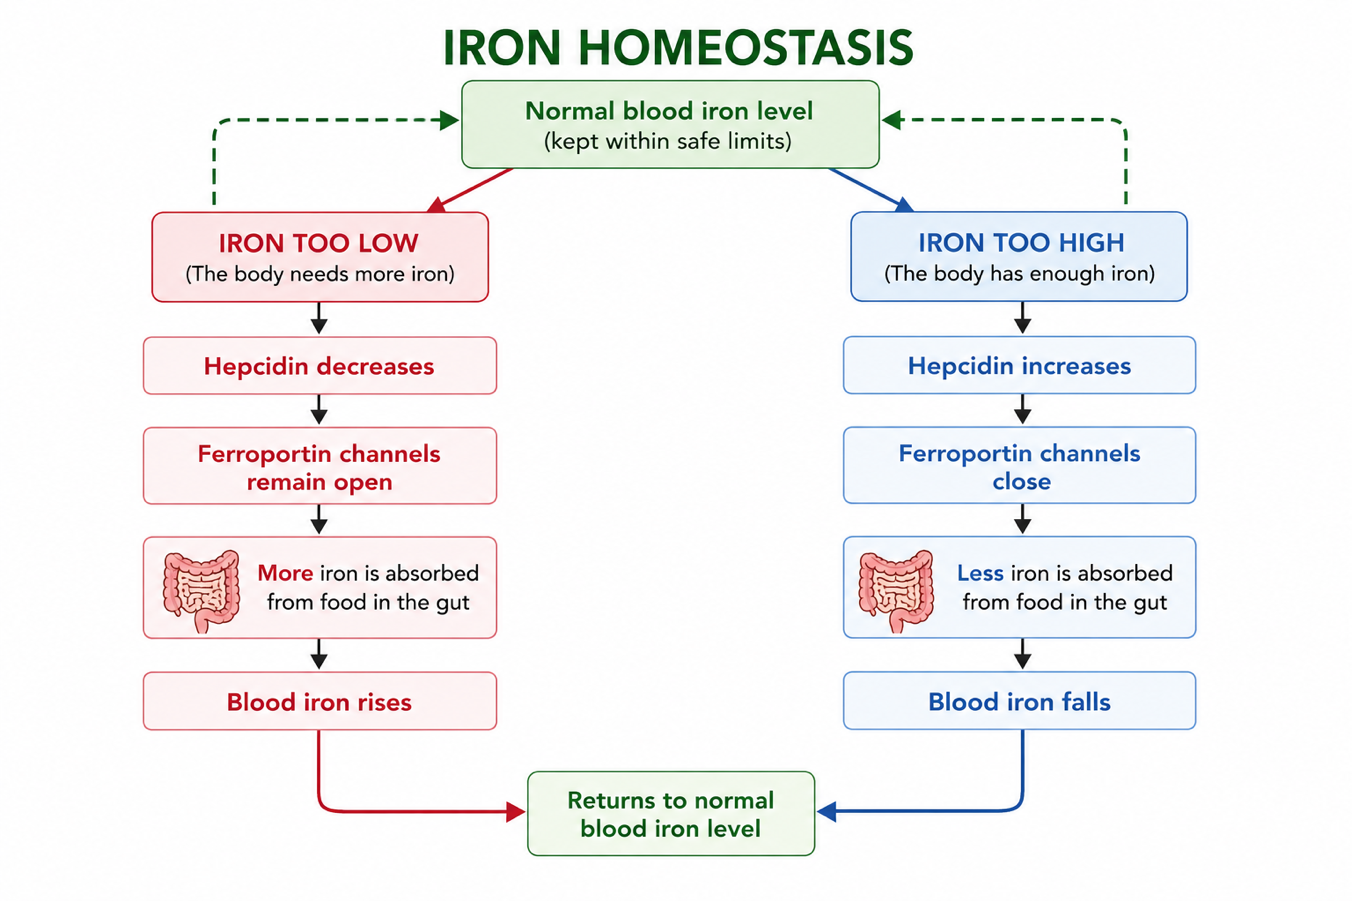 IRON HOMEOSTASIS
Normal blood iron level
(kept within safe limits)
IRON TOO LOW
(The body needs more iron)
Hepcidin decreases
Ferroportin channels
remain open
More iron is absorbed
from food in the gut
Blood iron rises
IRON TOO HIGH
(The body has enough iron)
Hepcidin increases
Ferroportin channels
close
Less iron is absorbed
from food in the gut
Blood iron falls
Returns to normal
blood iron level